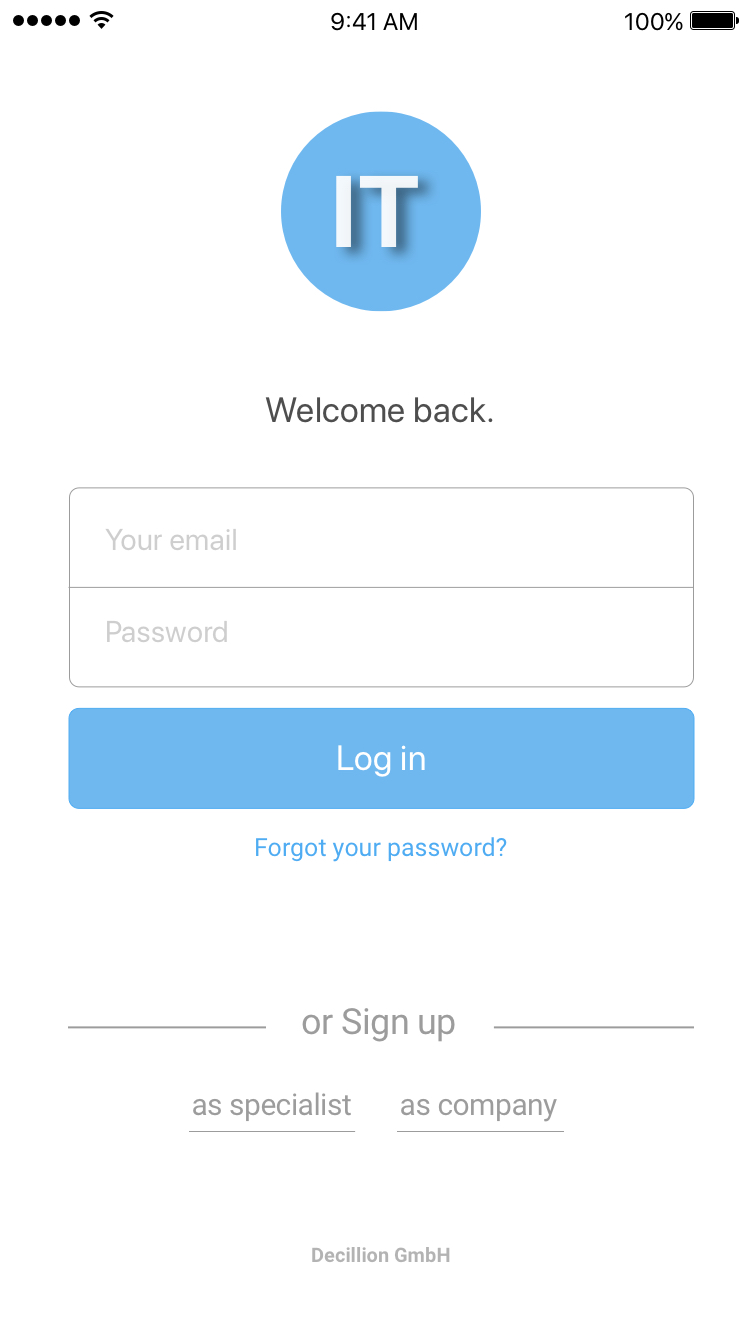 9:41 AM 100%
IT
Welcome back.
Your email
Password
Log in
Forgot your password?
or Sign up
as specialist as company
Decillion GmbH